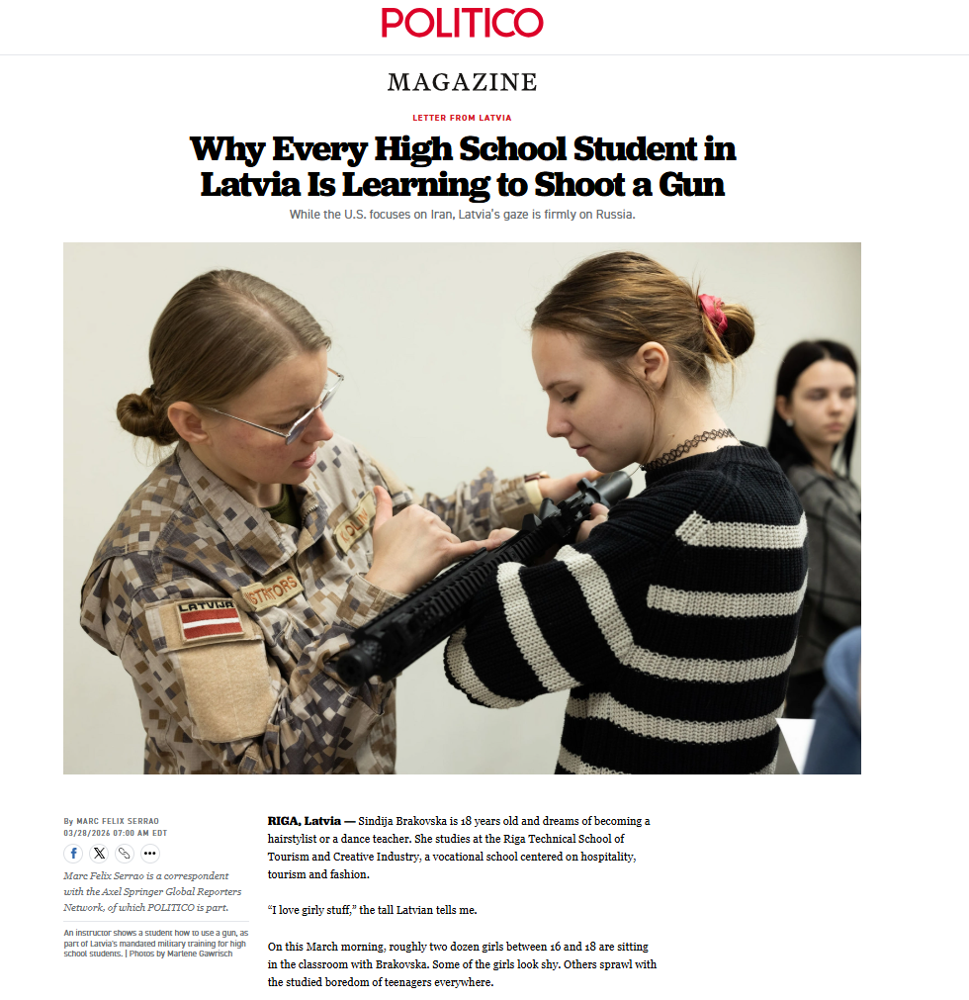 POLITICO
MAGAZINE
LETTER FROM LATVIA
Why Every High School Student in
Latvia Is Learning to Shoot a Gun
While the U.S. focuses on Iran, Latvia's gaze is firmly on Russia.
LATVIJA
By MARC FELIX SERRAO
03/28/2026 07:00 AM EDT
Marc Felix Serrao is a correspondent
with the Axel Springer Global Reporters
Network, of which POLITICO is part.
An instructor shows a student how to use a gun, as
part of Latvia's mandated military training for high
school students. | Photos by Marlene Gawrisch
RIGA, Latvia — Sindija Brakovska is 18 years old and dreams of becoming a
hairstylist or a dance teacher. She studies at the Riga Technical School of
Tourism and Creative Industry, a vocational school centered on hospitality,
tourism and fashion.
“I love girly stuff,” the tall Latvian tells me.
On this March morning, roughly two dozen girls between 16 and 18 are sitting
in the classroom with Brakovska. Some of the girls look shy. Others sprawl with
the studied boredom of teenagers everywhere.